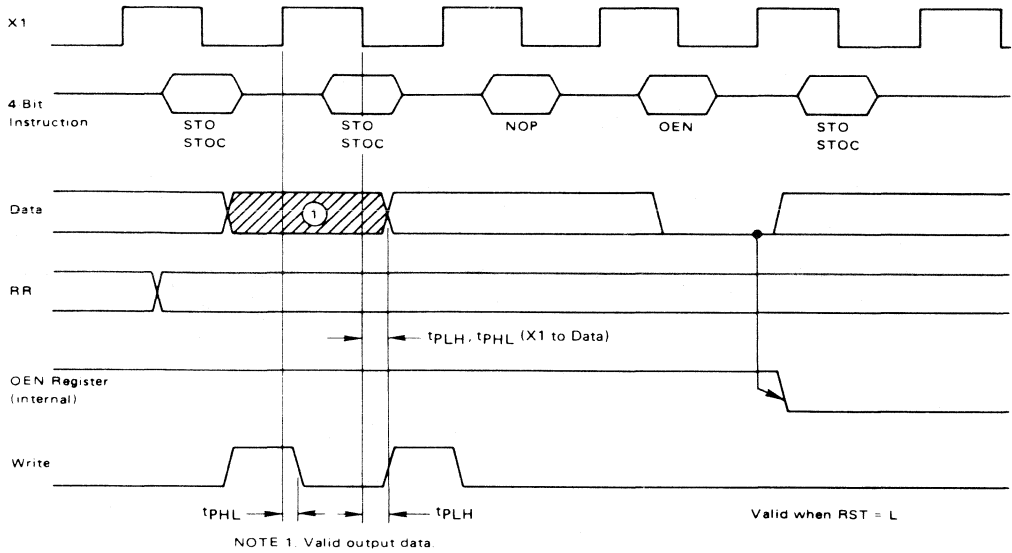 X1
4 Bit
Instruction
STO
STOC
STO
STOC
NOP
OEN
STO
STOC
Data
1
RR
tPLH, tPHL (X1 to Data)
OEN Register
(internal)
Write
tPHL
tPLH
Valid when RST = L
NOTE 1. Valid output data.